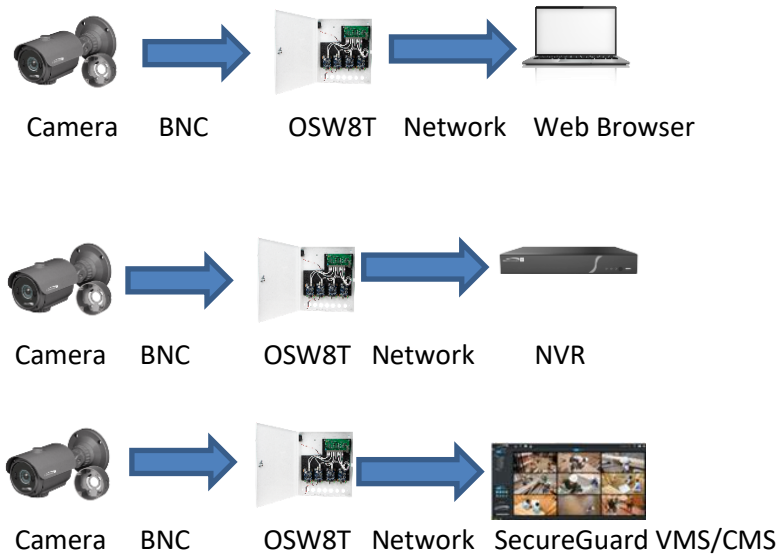 Camera BNC OSW8T Network Web Browser
Camera BNC OSW8T Network NVR
Camera BNC OSW8T Network SecureGuard VMS/CMS